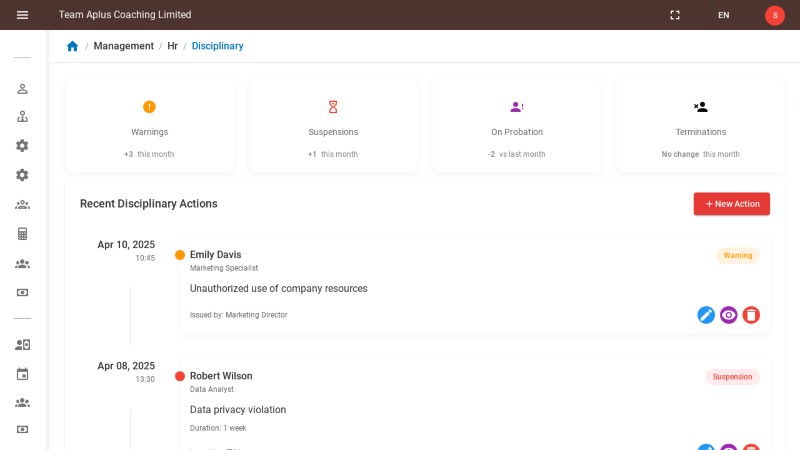 Team Aplus Coaching Limited
EN
S
/ Management / Hr / Disciplinary
Warnings
+3 this month
Suspensions
+1 this month
On Probation
-2 vs last month
Terminations
No change this month
Recent Disciplinary Actions
+ New Action
Apr 10, 2025
10:45
Emily Davis
Warning
Marketing Specialist
Unauthorized use of company resources
Issued by: Marketing Director
Apr 08, 2025
13:30
Robert Wilson
Suspension
Data Analyst
Data privacy violation
Duration: 1 week